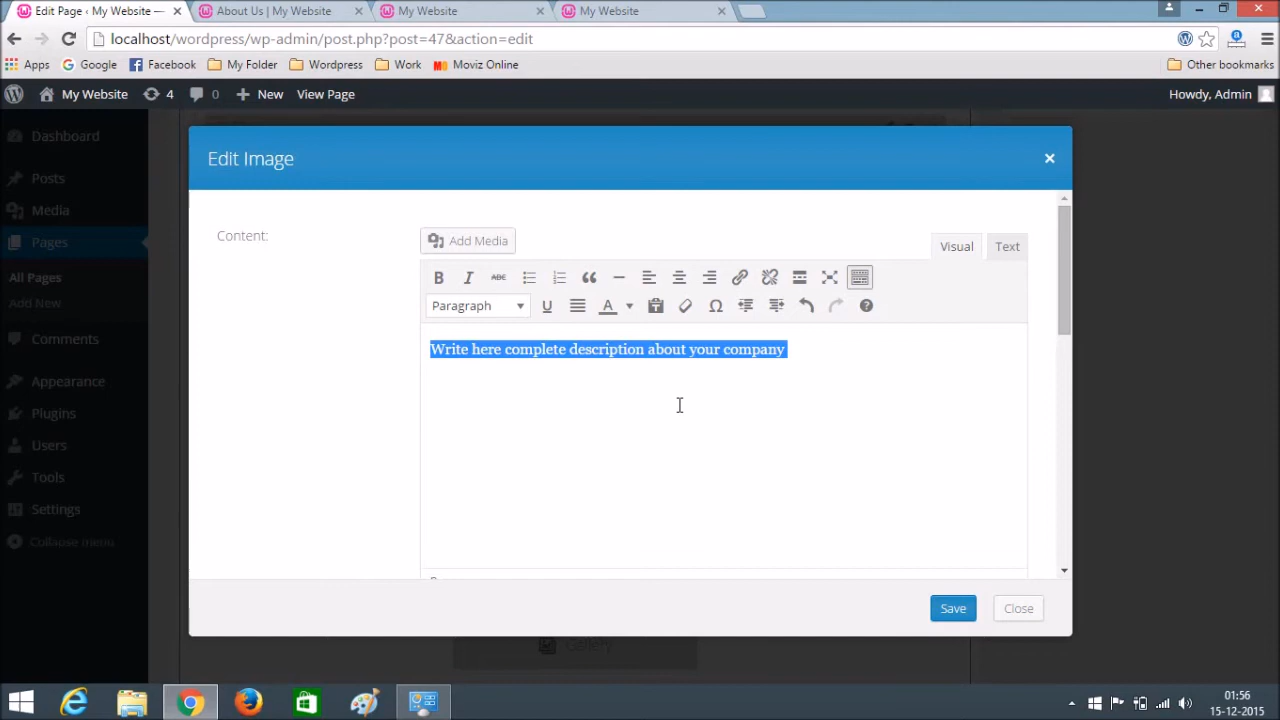 Edit Page ‹ My Website —
About Us | My Website
My Website
My Website
localhost/wordpress/wp-admin/post.php?post=47&action=edit
Apps
Google
Facebook
My Folder
Wordpress
Work
Moviz Online
Other bookmarks
My Website
4
0
New
View Page
Howdy, Admin
Dashboard
Posts
Media
Pages
All Pages
Add New
Comments
Appearance
Plugins
Users
Tools
Settings
Collapse menu
Edit Image
×
Content:
Add Media
Visual
Text
B I ABC
Paragraph
U
A
Ω
Write here complete description about your company
Save
Close
Gallery
01:56
15-12-2015